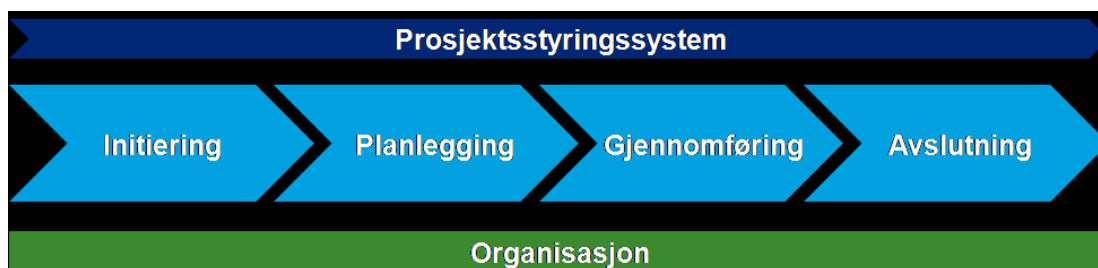 Prosjektsstyringssystem
Initiering
Planlegging
Gjennomføring
Avslutning
Organisasjon